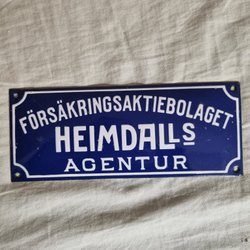 FÖRSÄKRINGSAKTIEBOLAGET
HEIMDALLS
AGENTUR